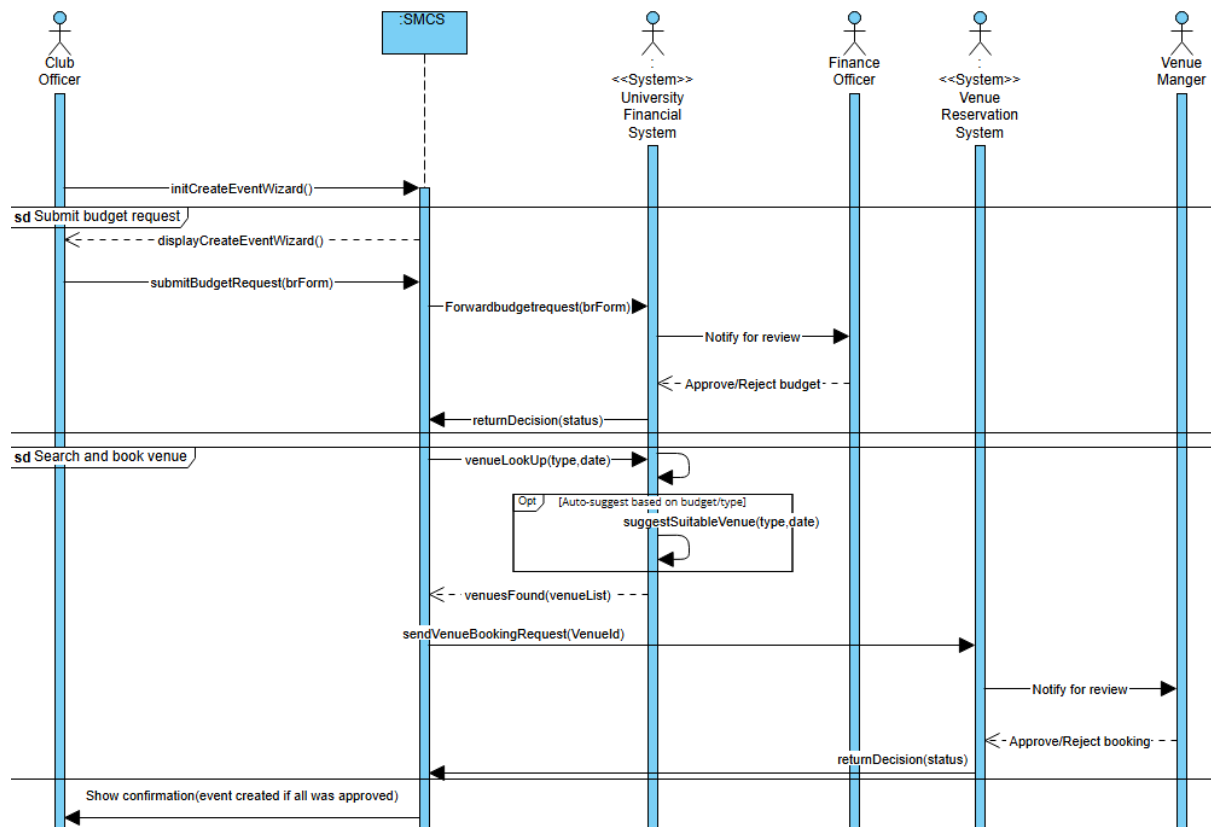 :SMCS
Club
Officer
:
<<System>>
University
Financial
System
Finance
Officer
:
<<System>>
Venue
Reservation
System
Venue
Manger
initCreateEventWizard()
sd Submit budget request
displayCreateEventWizard()
submitBudgetRequest(brForm)
Forwardbudgetrequest(brForm)
Notify for review
Approve/Reject budget
returnDecision(status)
sd Search and book venue
venueLookUp(type,date)
Opt [Auto-suggest based on budget/type]
suggestSuitableVenue(type,date)
venuesFound(venueList)
sendVenueBookingRequest(VenueId)
Notify for review
Approve/Reject booking
returnDecision(status)
Show confirmation(event created if all was approved)